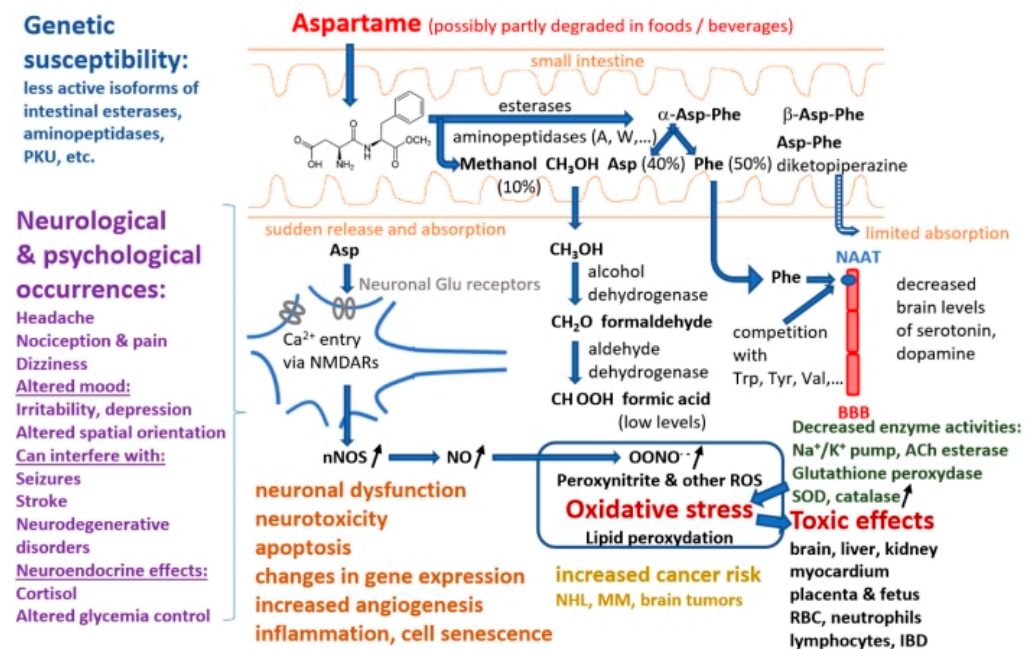 Genetic
susceptibility:
less active isoforms of
intestinal esterases,
aminopeptidases,
PKU, etc.
Aspartame (possibly partly degraded in foods / beverages)
small intestine
O
OH
NH₂
O
N
H
O
OCH₃
esterases
aminopeptidases (A, W,...)
α-Asp-Phe
β-Asp-Phe
Asp-Phe
diketopiperazine
Methanol CH₃OH Asp (40%) Phe (50%)
(10%)
sudden release and absorption
limited absorption
Neurological
& psychological
occurrences:
Headache
Nociception & pain
Dizziness
Altered mood:
Irritability, depression
Altered spatial orientation
Can interfere with:
Seizures
Stroke
Neurodegenerative
disorders
Neuroendocrine effects:
Cortisol
Altered glycemia control
Asp
Neuronal Glu receptors
Ca²⁺ entry
via NMDARs
nNOS
NO
OONO·⁻
CH₃OH
alcohol
dehydrogenase
CH₂O formaldehyde
aldehyde
dehydrogenase
CHOOH formic acid
(low levels)
NAAT
Phe
competition
with
Trp, Tyr, Val,...
BBB
decreased
brain levels
of serotonin,
dopamine
Peroxynitrite & other ROS
Oxidative stress
Lipid peroxydation
Decreased enzyme activities:
Na⁺/K⁺ pump, ACh esterase
Glutathione peroxydase
SOD, catalase
Toxic effects
brain, liver, kidney
myocardium
placenta & fetus
RBC, neutrophils
lymphocytes, IBD
neuronal dysfunction
neurotoxicity
apoptosis
changes in gene expression
increased angiogenesis
inflammation, cell senescence
increased cancer risk
NHL, MM, brain tumors